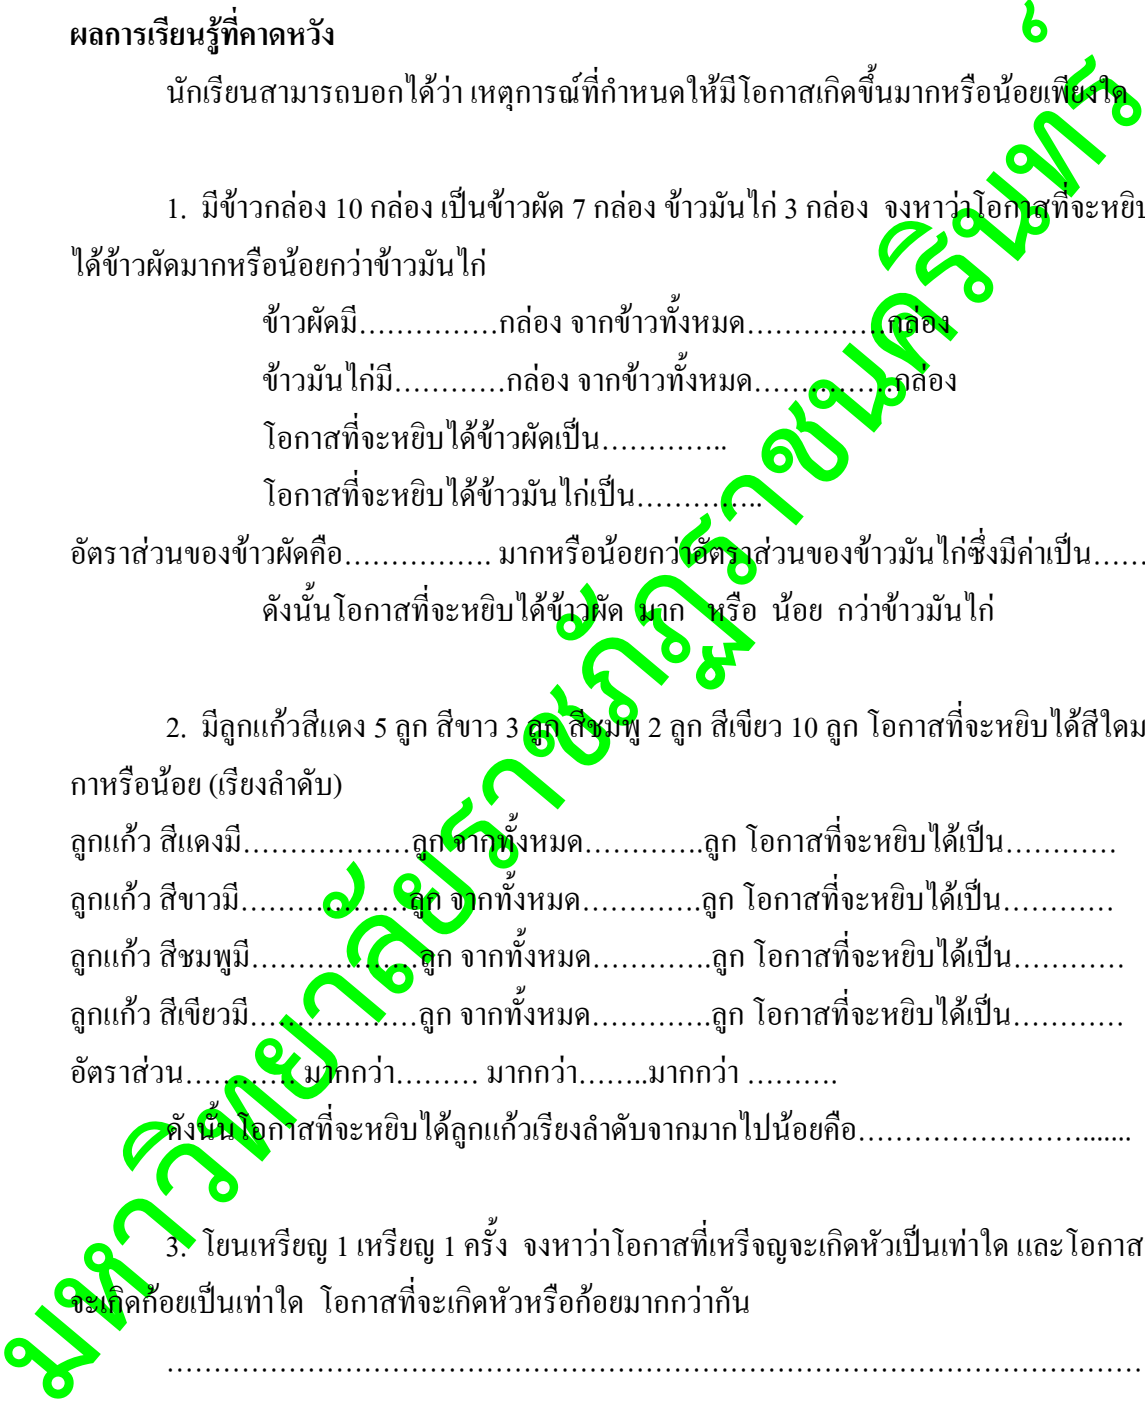 ผลการเรียนรู้ที่คาดหวัง
นักเรียนสามารถบอกได้ว่า เหตุการณ์ที่กำหนดให้มีโอกาสเกิดขึ้นมากหรือน้อยเพียงใด
1. มีข้าวกล่อง 10 กล่อง เป็นข้าวผัด 7 กล่อง ข้าวมันไก่ 3 กล่อง จงหาว่าโอกาสที่จะหยิบ
ได้ข้าวผัดมากหรือน้อยกว่าข้าวมันไก่
ข้าวผัดมี……………กล่อง จากข้าวทั้งหมด……………กล่อง
ข้าวมันไก่มี…………กล่อง จากข้าวทั้งหมด……………กล่อง
โอกาสที่จะหยิบได้ข้าวผัดเป็น…………..
โอกาสที่จะหยิบได้ข้าวมันไก่เป็น…………..
อัตราส่วนของข้าวผัดคือ……………. มากหรือน้อยกว่าอัตราส่วนของข้าวมันไก่ซึ่งมีค่าเป็น……
ดังนั้นโอกาสที่จะหยิบได้ข้าวผัด มาก หรือ น้อย กว่าข้าวมันไก่
2. มีลูกแก้วสีแดง 5 ลูก สีขาว 3 ลูก สีชมพู 2 ลูก สีเขียว 10 ลูก โอกาสที่จะหยิบได้สีใดม
กาหรือน้อย (เรียงลำดับ)
ลูกแก้ว สีแดงมี………………ลูก จากทั้งหมด………….ลูก โอกาสที่จะหยิบได้เป็น…………
ลูกแก้ว สีขาวมี………………ลูก จากทั้งหมด………….ลูก โอกาสที่จะหยิบได้เป็น…………
ลูกแก้ว สีชมพูมี………………ลูก จากทั้งหมด………….ลูก โอกาสที่จะหยิบได้เป็น…………
ลูกแก้ว สีเขียวมี………………ลูก จากทั้งหมด………….ลูก โอกาสที่จะหยิบได้เป็น…………
อัตราส่วน………… มากกว่า……… มากกว่า……..มากกว่า ……….
ดังนั้นโอกาสที่จะหยิบได้ลูกแก้วเรียงลำดับจากมากไปน้อยคือ…………………….......
3. โยนเหรียญ 1 เหรียญ 1 ครั้ง จงหาว่าโอกาสที่เหรีจญจะเกิดหัวเป็นเท่าใด และโอกาส
จะเกิดก้อยเป็นเท่าใด โอกาสที่จะเกิดหัวหรือก้อยมากกว่ากัน
……………………………………………………………………………………………
มหาวิทยาลัยราชภัฏราชนครินทร์